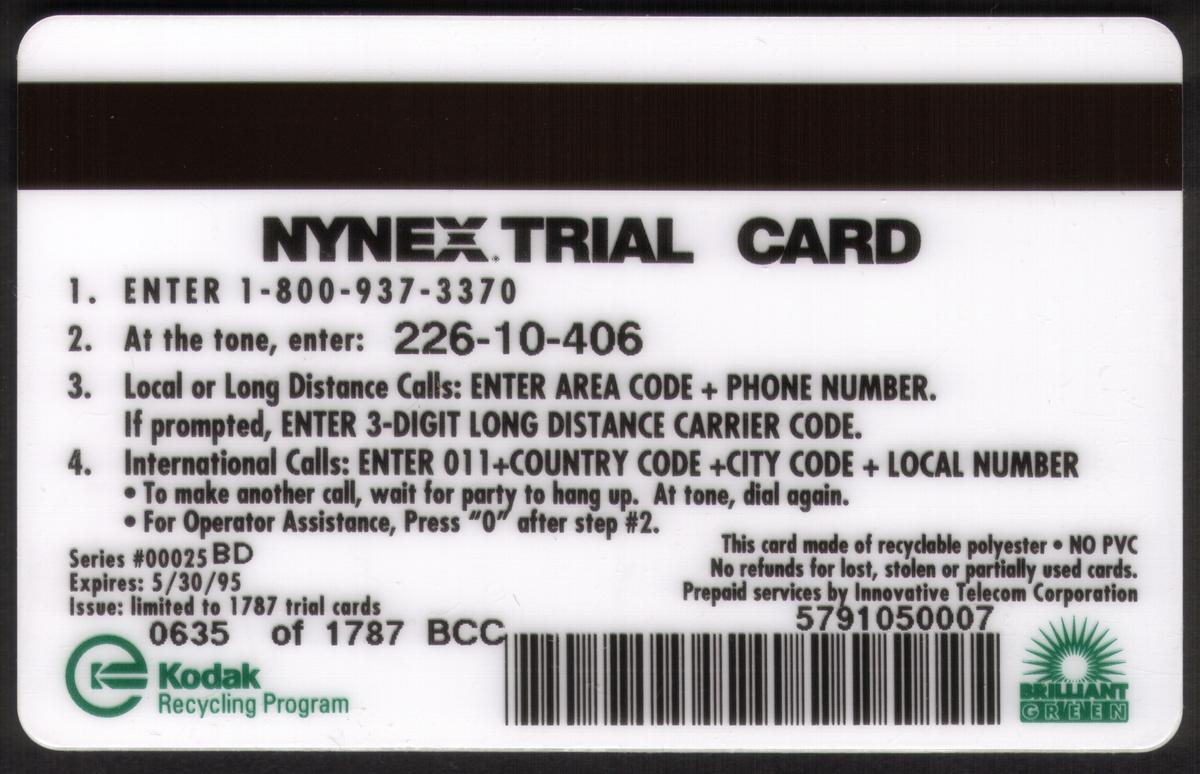 NYNEX TRIAL CARD
1. ENTER 1-800-937-3370
2. At the tone, enter: 226-10-406
3. Local or Long Distance Calls: ENTER AREA CODE + PHONE NUMBER.
If prompted, ENTER 3-DIGIT LONG DISTANCE CARRIER CODE.
4. International Calls: ENTER 011+COUNTRY CODE +CITY CODE + LOCAL NUMBER
• To make another call, wait for party to hang up. At tone, dial again.
• For Operator Assistance, Press "0" after step #2.
Series #00025 BD
Expires: 5/30/95
Issue: limited to 1787 trial cards
0635 of 1787 BCC
This card made of recyclable polyester • NO PVC
No refunds for lost, stolen or partially used cards.
Prepaid services by Innovative Telecom Corporation
5791050007
Kodak
Recycling Program
BRILLIANT
GREEN